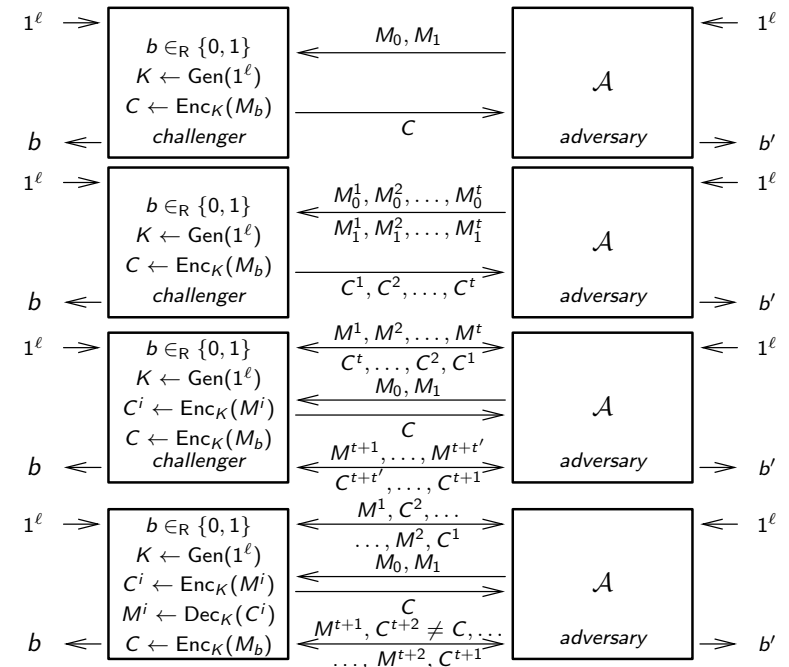 1^ℓ
b ∈_R {0, 1}
K ← Gen(1^ℓ)
C ← Enc_K(M_b)
challenger
b
M_0, M_1
C
𝒜
adversary
1^ℓ
b′
1^ℓ
b ∈_R {0, 1}
K ← Gen(1^ℓ)
C ← Enc_K(M_b)
challenger
b
M_0^1, M_0^2, . . . , M_0^t
M_1^1, M_1^2, . . . , M_1^t
C^1, C^2, . . . , C^t
𝒜
adversary
1^ℓ
b′
1^ℓ
b ∈_R {0, 1}
K ← Gen(1^ℓ)
C^i ← Enc_K(M^i)
C ← Enc_K(M_b)
challenger
b
M^1, M^2, . . . , M^t
C^t, . . . , C^2, C^1
M_0, M_1
C
M^{t+1}, . . . , M^{t+t′}
C^{t+t′}, . . . , C^{t+1}
𝒜
adversary
1^ℓ
b′
1^ℓ
b ∈_R {0, 1}
K ← Gen(1^ℓ)
C^i ← Enc_K(M^i)
M^i ← Dec_K(C^i)
C ← Enc_K(M_b)
b
M^1, C^2, . . .
. . . , M^2, C^1
M_0, M_1
C
M^{t+1}, C^{t+2} ≠ C, . . .
. . . , M^{t+2}, C^{t+1}
𝒜
adversary
1^ℓ
b′